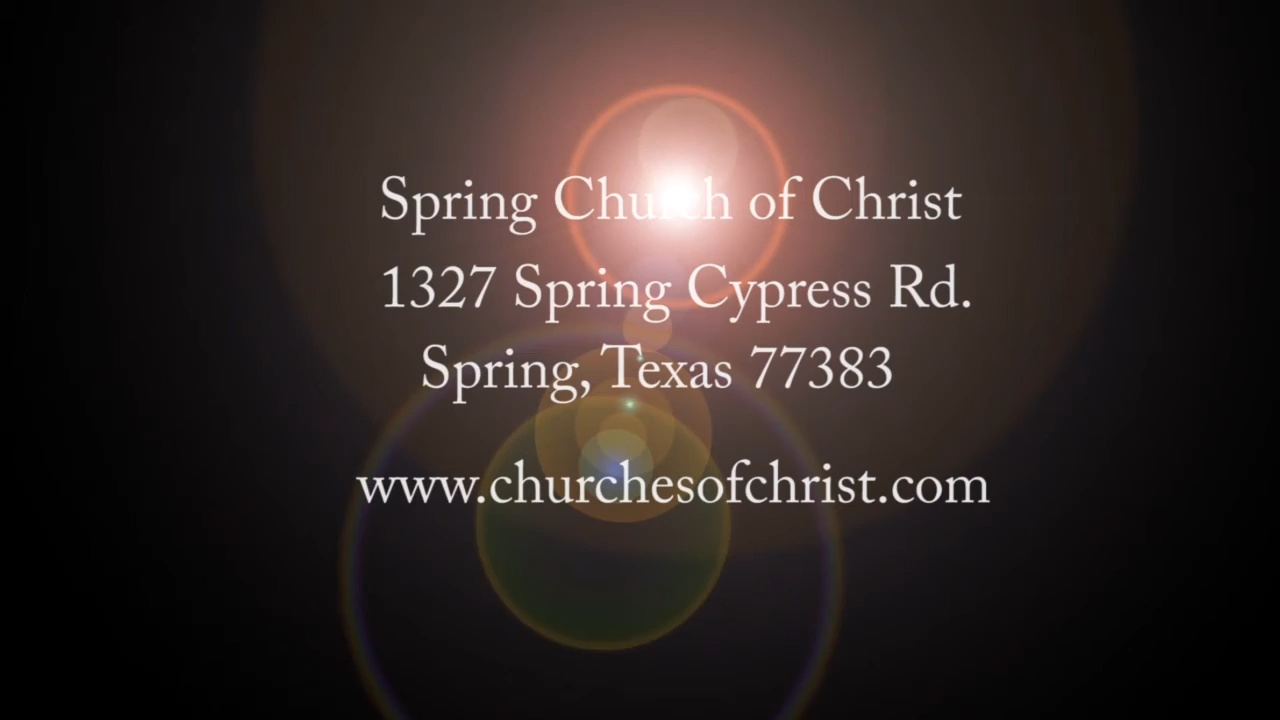 Spring Church of Christ
1327 Spring Cypress Rd.
Spring, Texas 77383
www.churchesofchrist.com